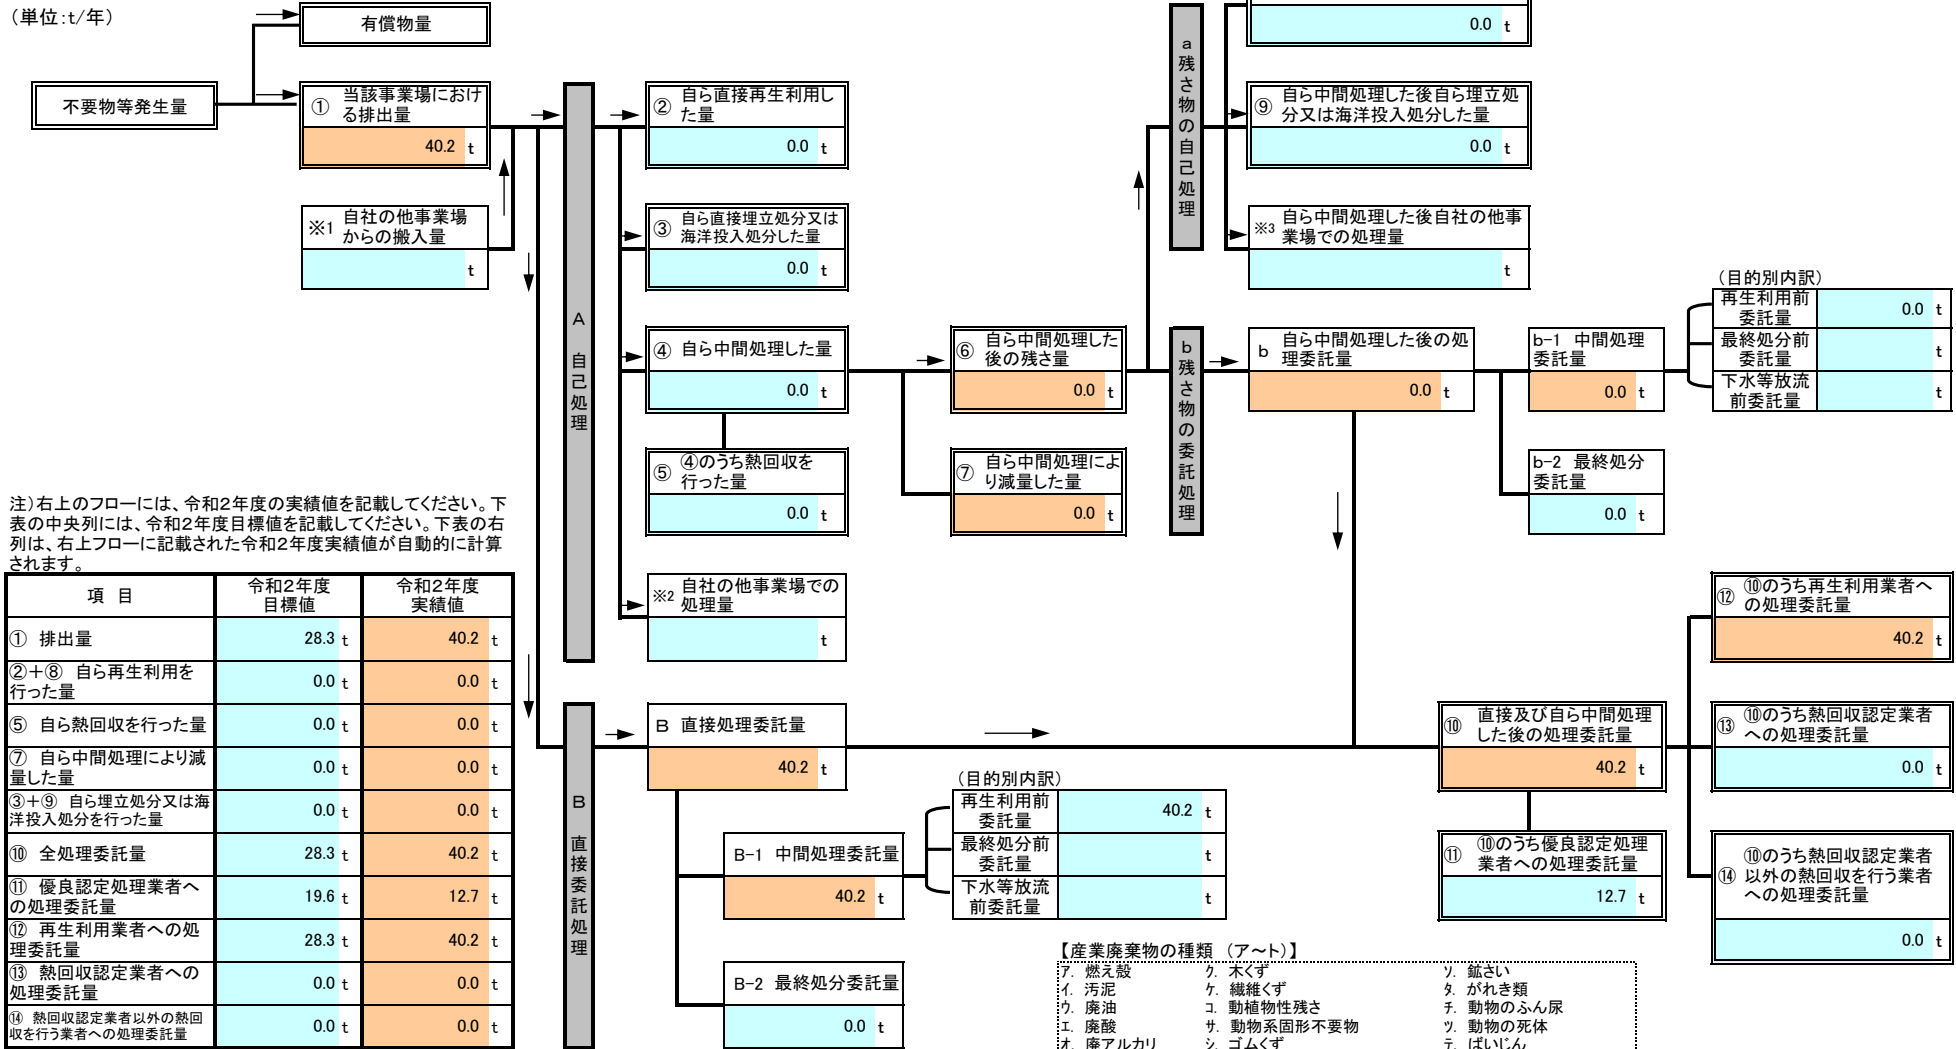 （単位：t/年）
有償物量
不要物等発生量
① 当該事業場におけ
る排出量
40.2 t
※1 自社の他事業場
からの搬入量
t
A 自己処理
② 自ら直接再生利用し
た量
0.0 t
③ 自ら直接埋立処分又は
海洋投入処分した量
0.0 t
④ 自ら中間処理した量
0.0 t
⑤ ④のうち熱回収を
行った量
0.0 t
※2 自社の他事業場での
処理量
t
⑥ 自ら中間処理した
後の残さ量
0.0 t
⑦ 自ら中間処理によ
り減量した量
0.0 t
a 残さ物の自己処理
0.0 t
⑨ 自ら中間処理した後自ら埋立処
分又は海洋投入処分した量
0.0 t
※3 自ら中間処理した後自社の他事
業場での処理量
t
b 残さ物の委託処理
b 自ら中間処理した後の処
理委託量
0.0 t
b-1 中間処理
委託量
0.0 t
b-2 最終処分
委託量
0.0 t
（目的別内訳）
再生利用前
委託量 0.0 t
最終処分前
委託量 t
下水等放流
前委託量 t
注）右上のフローには、令和２年度の実績値を記載してください。下
表の中央列には、令和２年度目標値を記載してください。下表の右
列は、右上フローに記載された令和２年度実績値が自動的に計算
されます。
項 目 令和２年度 目標値 令和２年度 実績値
① 排出量 28.3 t 40.2 t
②＋⑧ 自ら再生利用を
行った量 0.0 t 0.0 t
⑤ 自ら熱回収を行った量 0.0 t 0.0 t
⑦ 自ら中間処理により減
量した量 0.0 t 0.0 t
③＋⑨ 自ら埋立処分又は海
洋投入処分を行った量 0.0 t 0.0 t
⑩ 全処理委託量 28.3 t 40.2 t
⑪ 優良認定処理業者へ
の処理委託量 19.6 t 12.7 t
⑫ 再生利用業者への処
理委託量 28.3 t 40.2 t
⑬ 熱回収認定業者への
処理委託量 0.0 t 0.0 t
⑭ 熱回収認定業者以外の熱回
収を行う業者への処理委託量 0.0 t 0.0 t
B 直接委託処理
B 直接処理委託量
40.2 t
B-1 中間処理委託量
40.2 t
B-2 最終処分委託量
0.0 t
（目的別内訳）
再生利用前
委託量 40.2 t
最終処分前
委託量 t
下水等放流
前委託量 t
⑩ 直接及び自ら中間処理
した後の処理委託量
40.2 t
⑪ ⑩のうち優良認定処理
業者への処理委託量
12.7 t
⑫ ⑩のうち再生利用業者へ
の処理委託量
40.2 t
⑬ ⑩のうち熱回収認定業者
への処理委託量
0.0 t
⑩のうち熱回収認定業者
⑭ 以外の熱回収を行う業者
への処理委託量
0.0 t
【産業廃棄物の種類 （ア～ト）】
ア. 燃え殻 ク. 木くず ソ. 鉱さい
イ. 汚泥 ケ. 繊維くず タ. がれき類
ウ. 廃油 コ. 動植物性残さ チ. 動物のふん尿
エ. 廃酸 サ. 動物系固形不要物 ツ. 動物の死体
オ. 廃アルカリ シ. ゴムくず テ. ばいじん